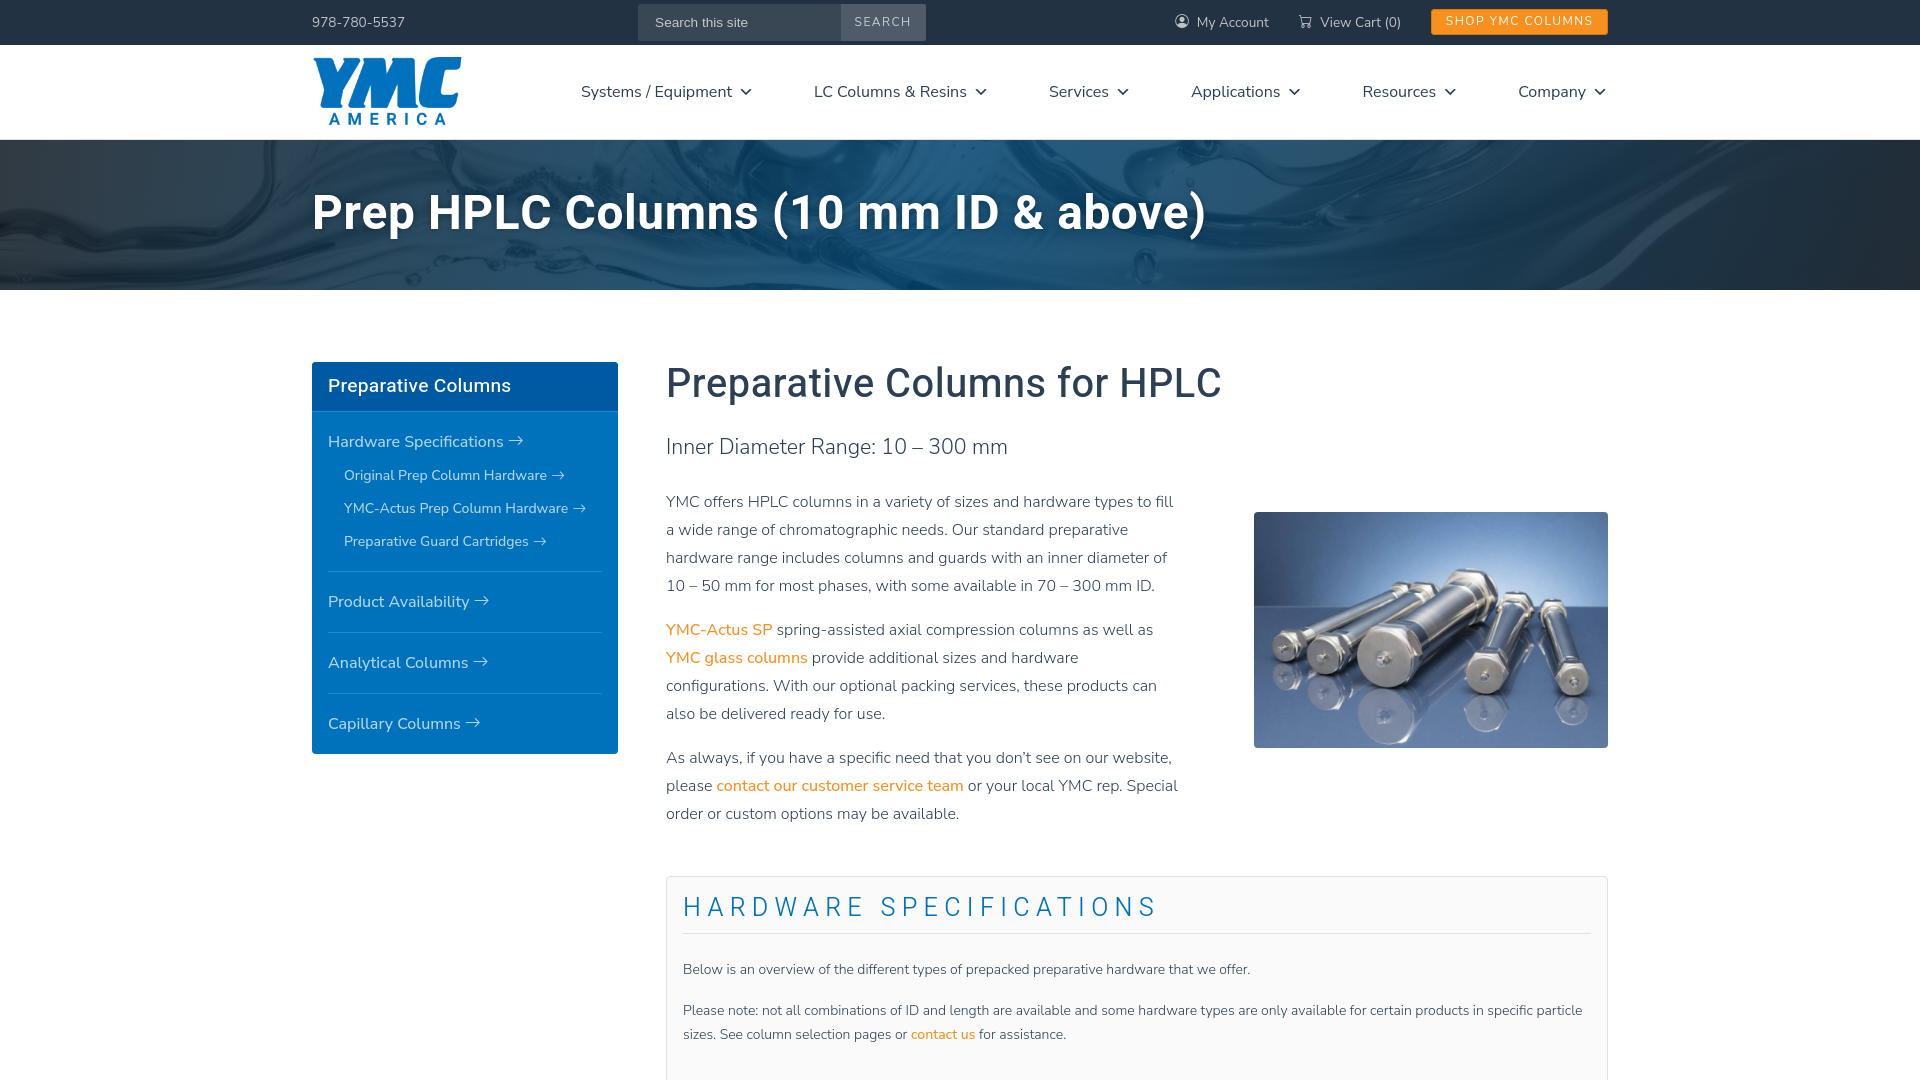 978-780-5537
Search this site
SEARCH
My Account
View Cart (0)
SHOP YMC COLUMNS
YMC
AMERICA
Systems / Equipment
LC Columns & Resins
Services
Applications
Resources
Company
Prep HPLC Columns (10 mm ID & above)
Preparative Columns
Hardware Specifications →
Original Prep Column Hardware →
YMC-Actus Prep Column Hardware →
Preparative Guard Cartridges →
Product Availability →
Analytical Columns →
Capillary Columns →
Preparative Columns for HPLC
Inner Diameter Range: 10 – 300 mm
YMC offers HPLC columns in a variety of sizes and hardware types to fill
a wide range of chromatographic needs. Our standard preparative
hardware range includes columns and guards with an inner diameter of
10 – 50 mm for most phases, with some available in 70 – 300 mm ID.
YMC-Actus SP spring-assisted axial compression columns as well as
YMC glass columns provide additional sizes and hardware
configurations. With our optional packing services, these products can
also be delivered ready for use.
As always, if you have a specific need that you don’t see on our website,
please contact our customer service team or your local YMC rep. Special
order or custom options may be available.
HARDWARE SPECIFICATIONS
Below is an overview of the different types of prepacked preparative hardware that we offer.
Please note: not all combinations of ID and length are available and some hardware types are only available for certain products in specific particle
sizes. See column selection pages or contact us for assistance.